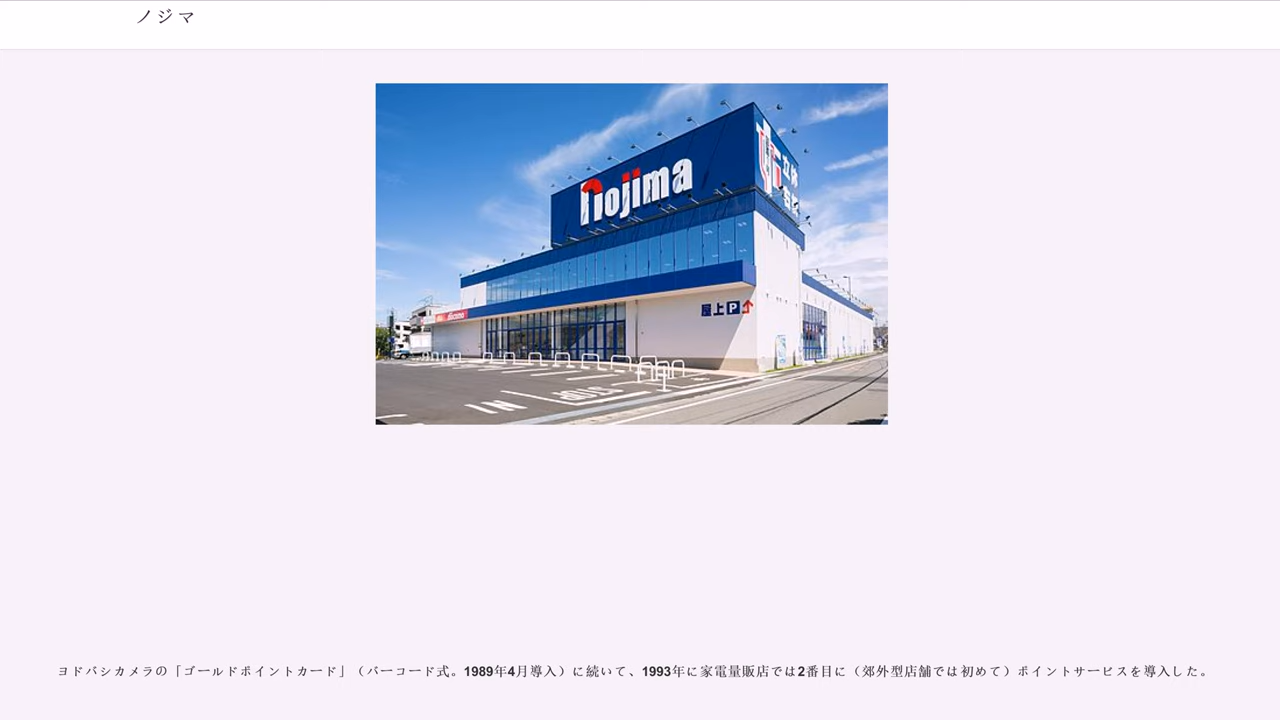 ノジマ
nojima
屋上P
docomo
STOP
IN
ヨドバシカメラの「ゴールドポイントカード」（バーコード式。1989年4月導入）に続いて、1993年に家電量販店では2番目に（郊外型店舗では初めて）ポイントサービスを導入した。